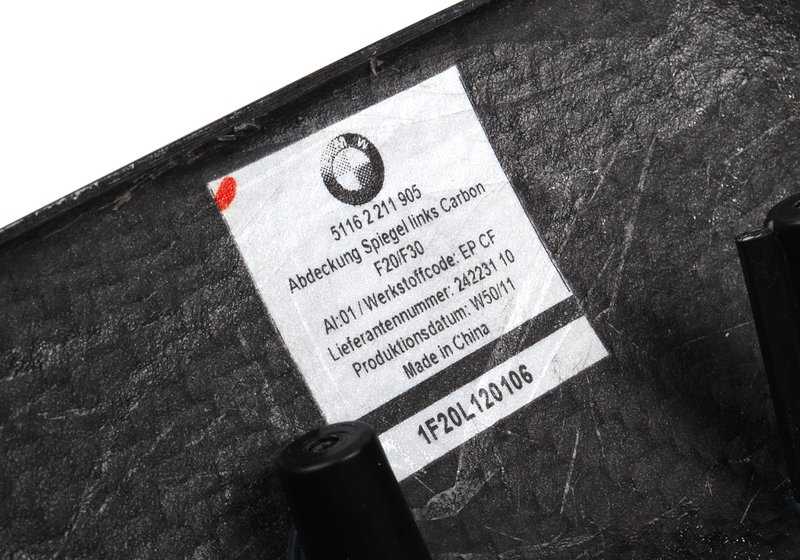 BMW
5116 2 211 905
Abdeckung Spiegel links Carbon
F20/F30
AI:01 / Werkstoffcode: EP CF
Lieferantennummer: 242231 10
Produktionsdatum: W50/11
Made in China
1F20L120106